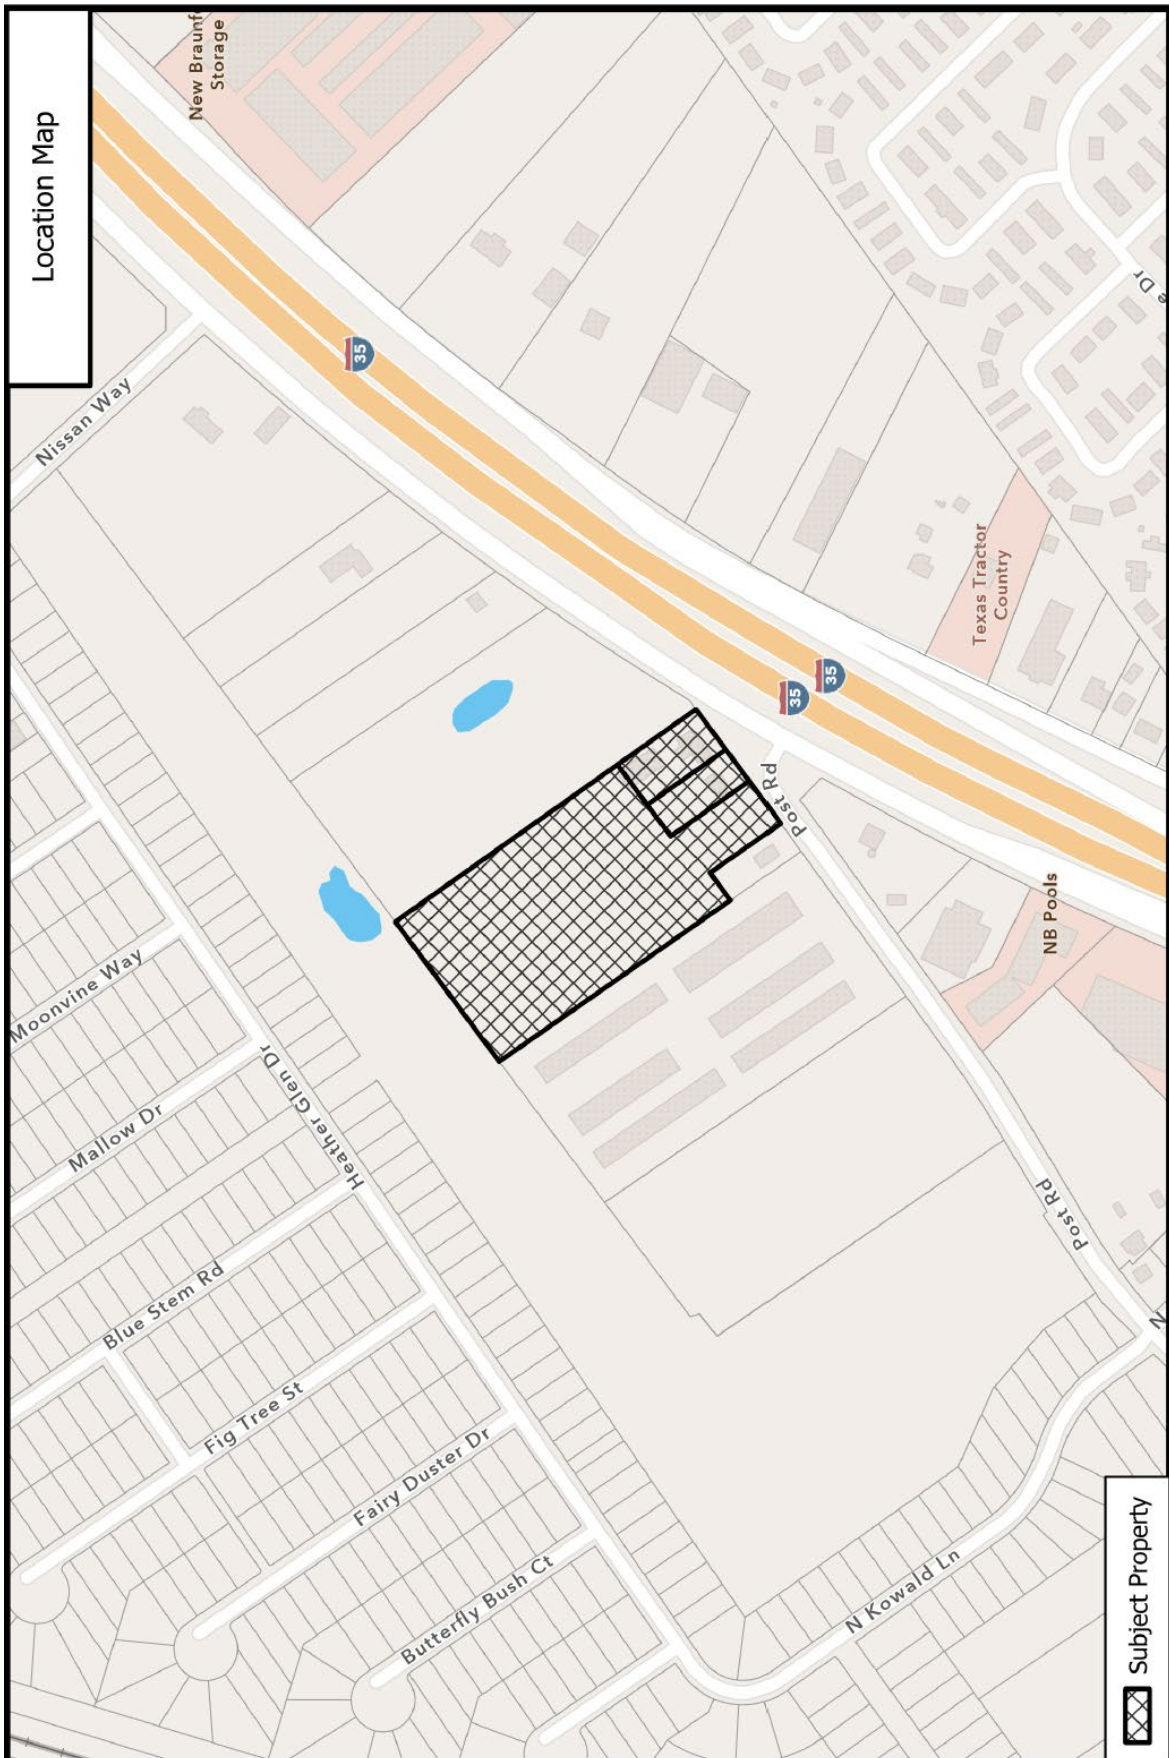 Location Map
New Braunf
Storage
Nissan Way
35
35
35
Texas Tractor
Country
Post Rd
NB Pools
Post Rd
Moonvine Way
Mallow Dr
Heather Glen Dr
Blue Stem Rd
Fig Tree St
Fairy Duster Dr
Butterfly Bush Ct
N Kowald Ln
N
e Dr
Subject Property